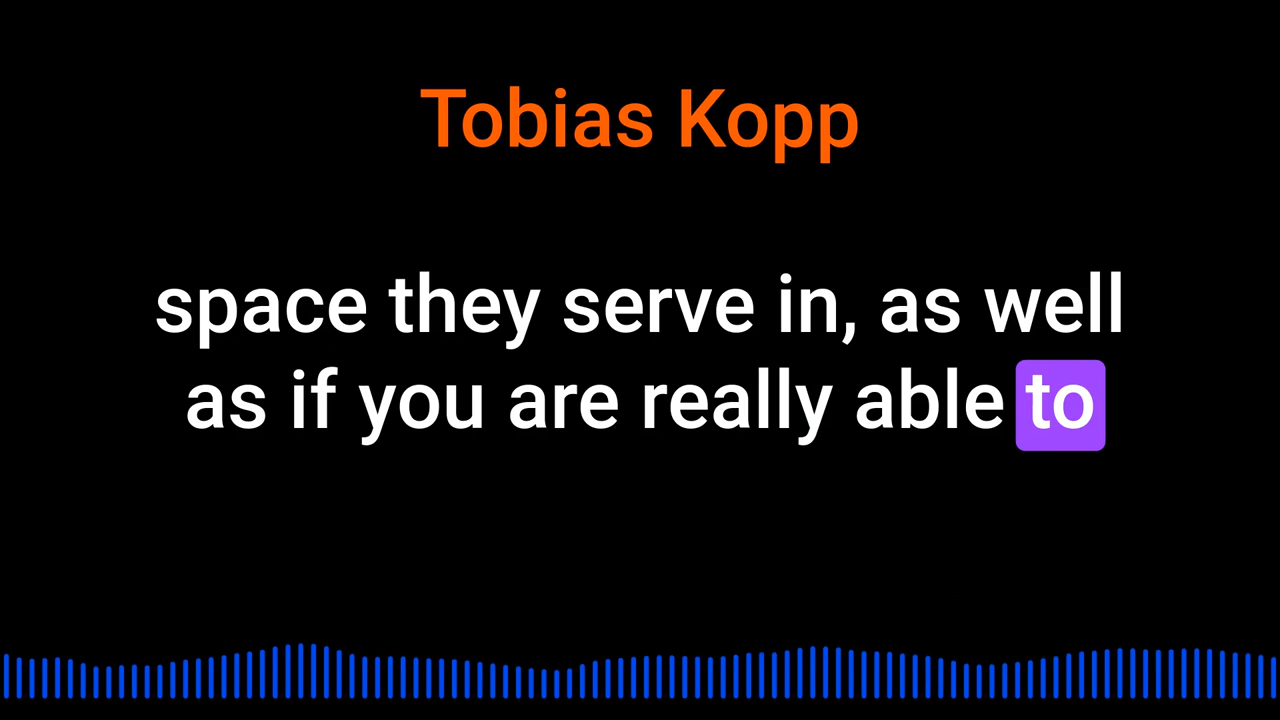 Tobias Kopp
space they serve in, as well
as if you are really able to